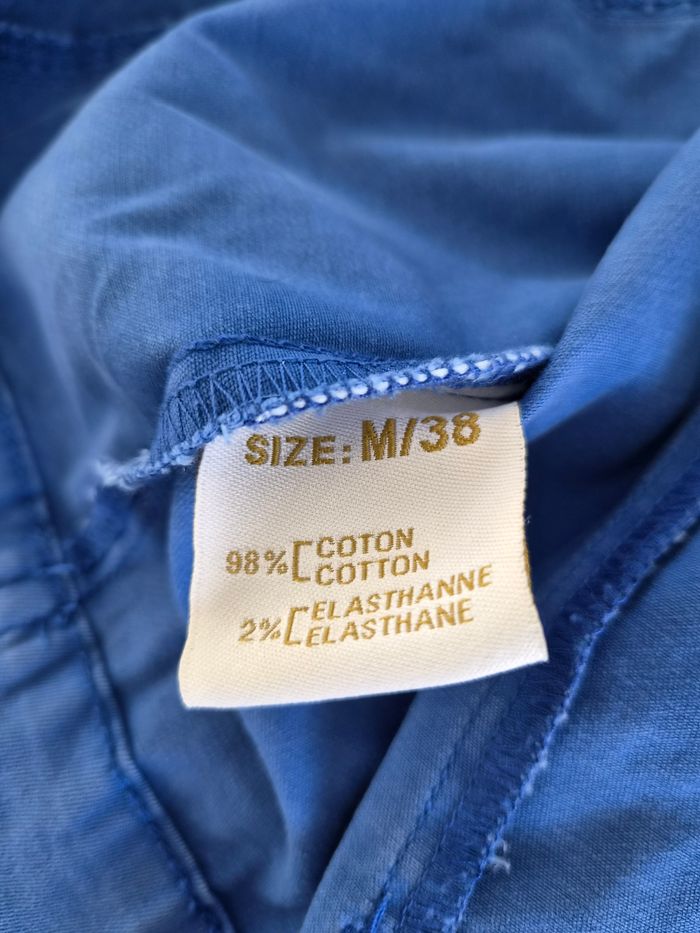 SIZE: M/38
98% [COTON
COTTON
2% [ELASTHANNE
ELASTHANE